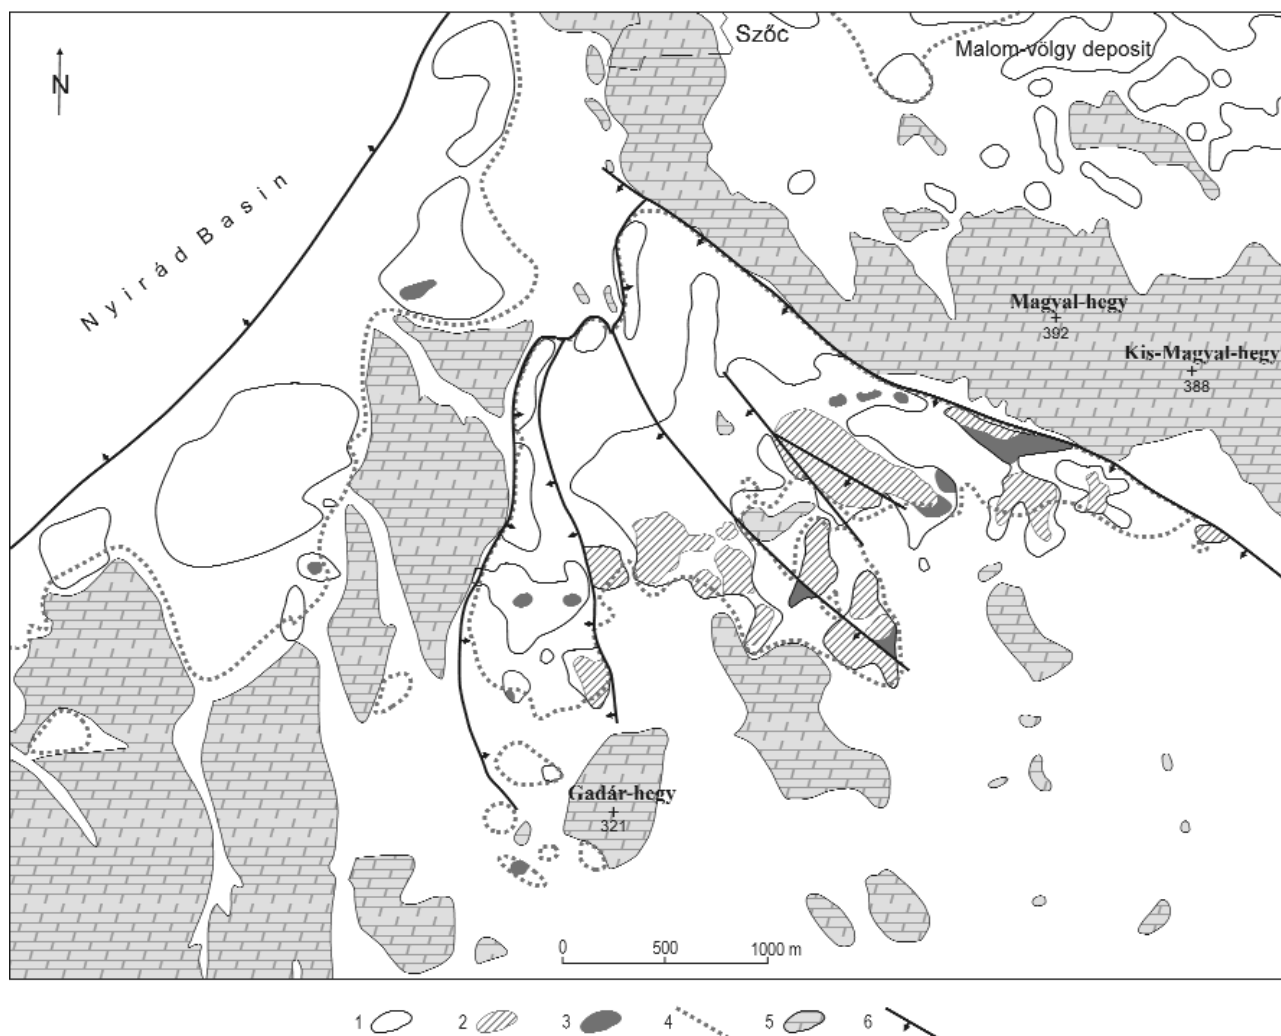 Szőc
Malom-völgy deposit
N
Nyirád Basin
Magyal-hegy
392
Kis-Magyal-hegy
388
Gadár-hegy
321
0 500 1000 m
1 2 3 4 5 6